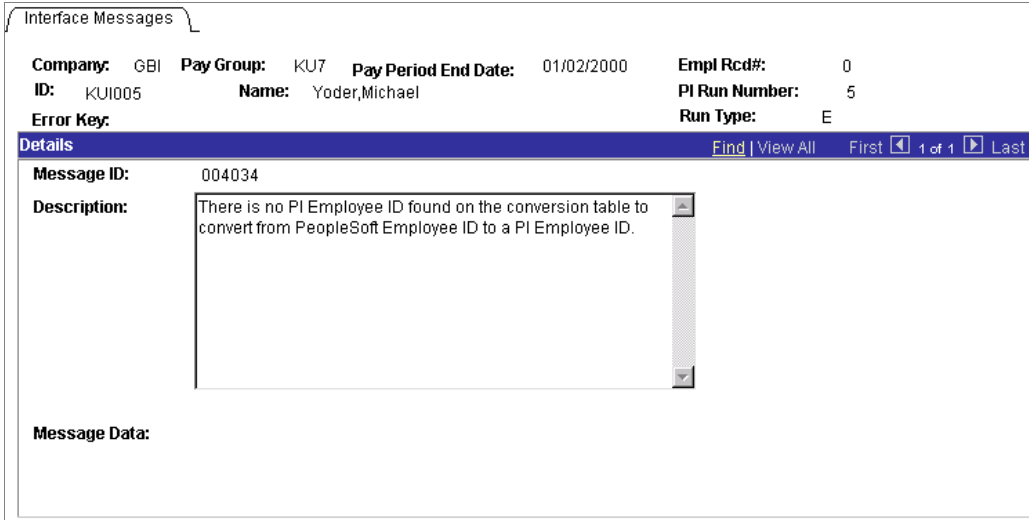 Interface Messages
Company: GBI Pay Group: KU7 Pay Period End Date: 01/02/2000 Empl Rcd#: 0
ID: KUI005 Name: Yoder,Michael PI Run Number: 5
Error Key: Run Type: E
Details Find | View All First 1 of 1 Last
Message ID: 004034
Description: There is no PI Employee ID found on the conversion table to
convert from PeopleSoft Employee ID to a PI Employee ID.
Message Data: